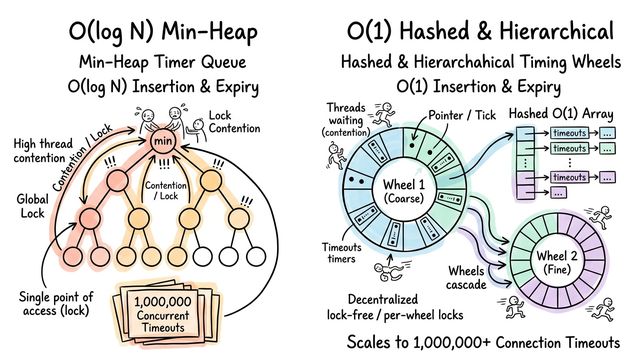 O(log N) Min-Heap
Min-Heap Timer Queue
O(log N) Insertion & Expiry
Lock
Contention
High thread
contention
Contention / Lock
min
!!!
!!!
!!!
!!!
Contention
/ Lock
Global
Lock
Single point of
access (lock)
1,000,000
Concurrent
Timeouts
O(1) Hashed & Hierarchical
Hashed & Hierarchahical Timing Wheels
O(1) Insertion & Expiry
Threads
waiting
(contention)
Pointer / Tick
Hashed O(1) Array
timeouts
...
timeouts
...
timeouts
...
...
Wheel 1
(Coarse)
Timeouts
timers
Wheels
cascade
Wheel 2
(Fine)
Decentralized
lock-free / per-wheel locks
Scales to 1,000,000+ Connection Timeouts